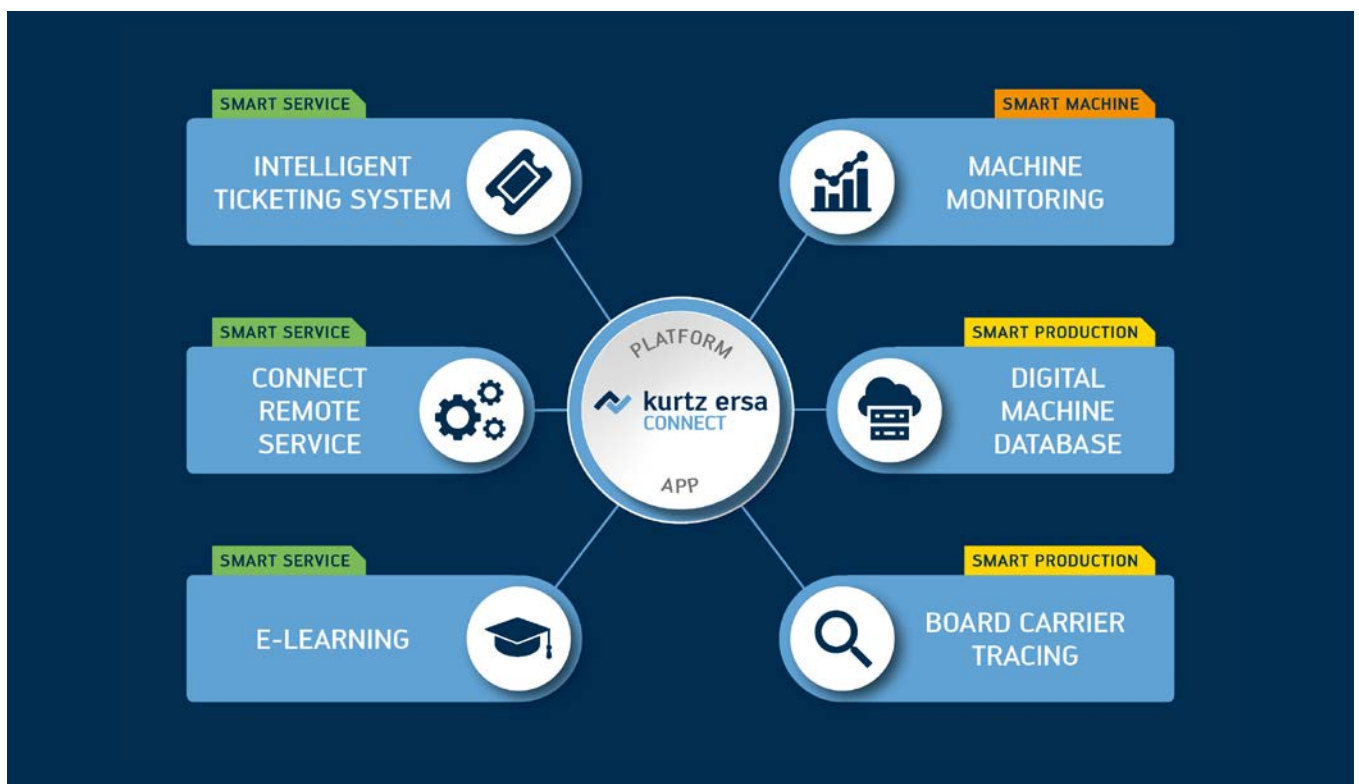 SMART SERVICE
INTELLIGENT
TICKETING SYSTEM
SMART MACHINE
MACHINE
MONITORING
SMART SERVICE
CONNECT
REMOTE
SERVICE
PLATFORM
kurtz ersa
CONNECT
APP
SMART PRODUCTION
DIGITAL
MACHINE
DATABASE
SMART SERVICE
E-LEARNING
SMART PRODUCTION
BOARD CARRIER
TRACING